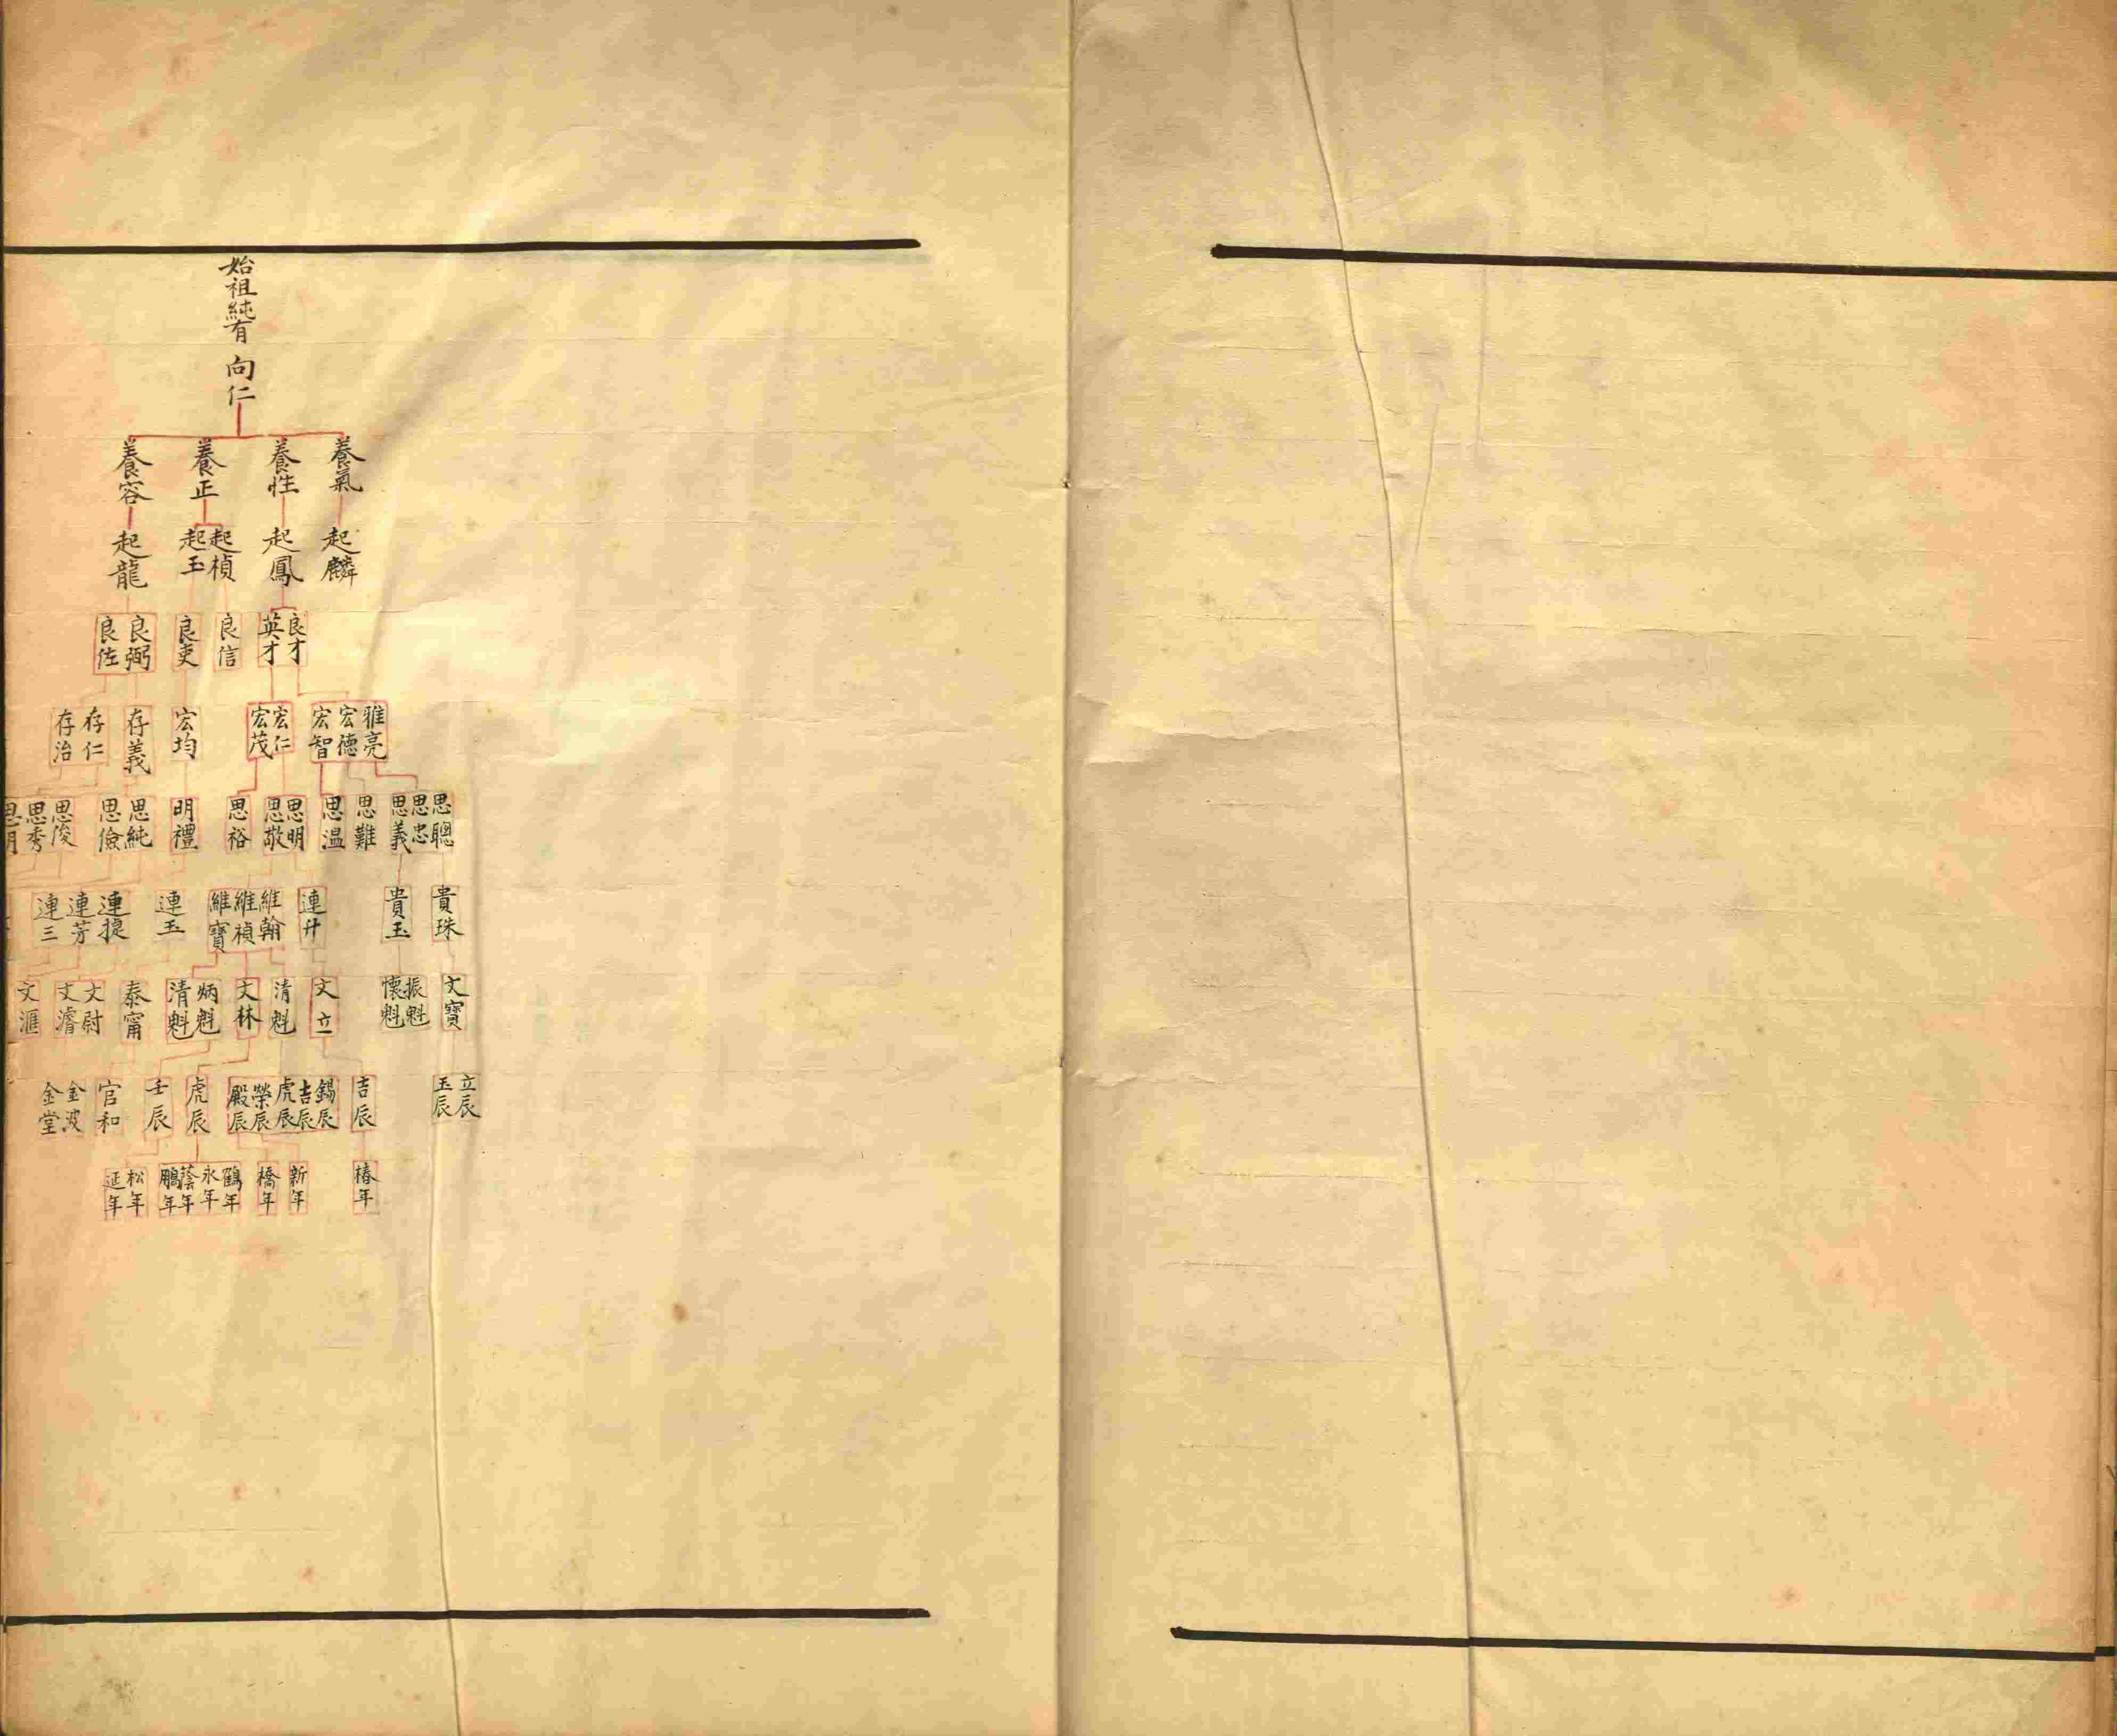 始祖純有 向仁
養氣 養性 養正 養容
起麟 起鳳 起楨 起玉 起龍
良才 英才 良信 良吏 良弼 良佐
雅亮 宏德 宏智 宏仁 宏茂 宏均 存義 存仁 存治
思聰 思忠 思義 思難 思温 思明 思敬 思裕 明禮 思純 思儉 思俊 思秀 思明
貴珠 貴玉 連升 維翰 維楨 維寶 連玉 連提 連芳 連三
文寶 振魁 懷魁 文立 清魁 文林 炳魁 清魁 泰甯 文尉 文濬 文滙
立辰 玉辰 吉辰 錫辰 吉辰 虎辰 榮辰 殿辰 虎辰 壬辰 官和 金波 金堂
椿年 新年 橋年 鶴年 永年 蔭年 鵬年 松年 延年